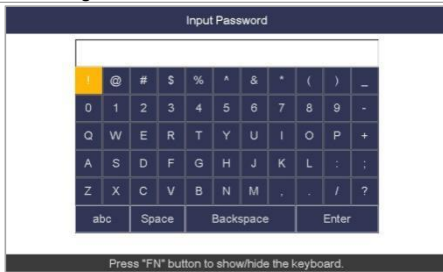 Input Password
! @ # $ % ^ & * ( ) _
0 1 2 3 4 5 6 7 8 9 -
Q W E R T Y U I O P +
A S D F G H J K L : ;
Z X C V B N M , . / ?
abc Space Backspace Enter
Press "FN" button to show/hide the keyboard.